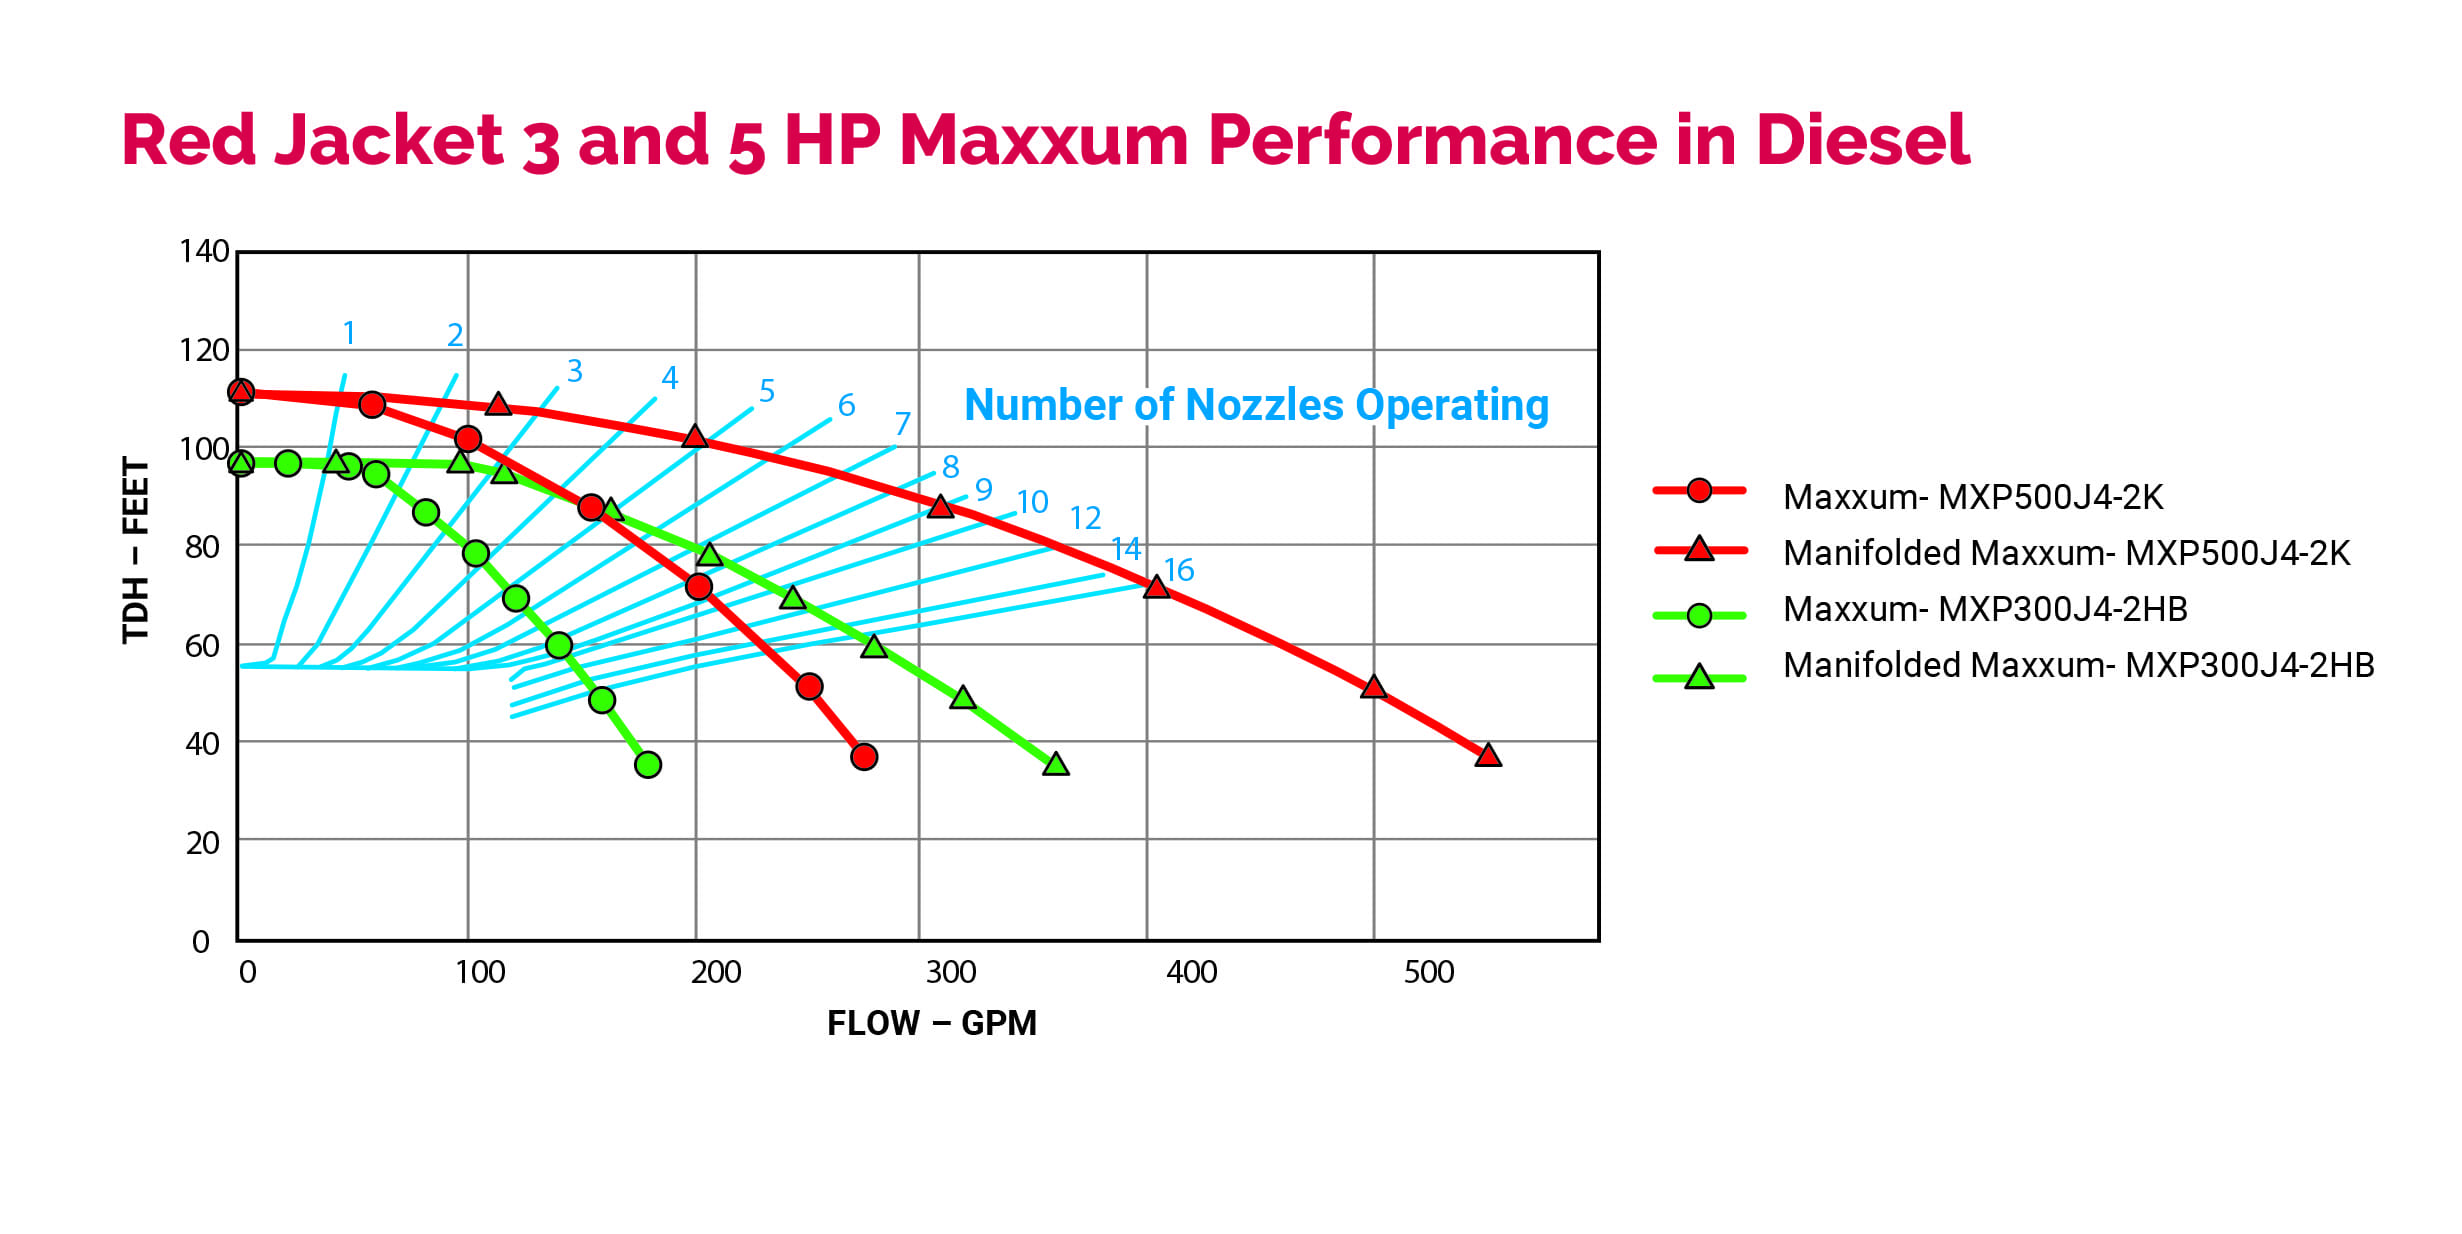 Red Jacket 3 and 5 HP Maxxum Performance in Diesel
140
120
100
80
60
40
20
0
TDH – FEET
1
2
3
4
5
6
7
8
9
10
12
14
16
Number of Nozzles Operating
0 100 200 300 400 500
FLOW – GPM
Maxxum- MXP500J4-2K
Manifolded Maxxum- MXP500J4-2K
Maxxum- MXP300J4-2HB
Manifolded Maxxum- MXP300J4-2HB